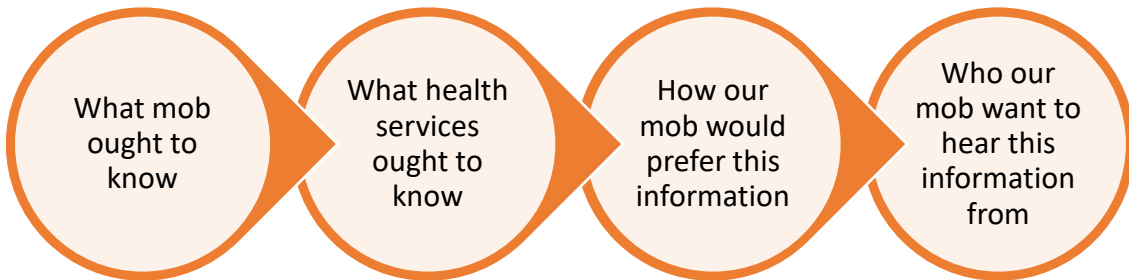 What mob
ought to
know
What health
services
ought to
know
How our
mob would
prefer this
information
Who our
mob want to
hear this
information
from